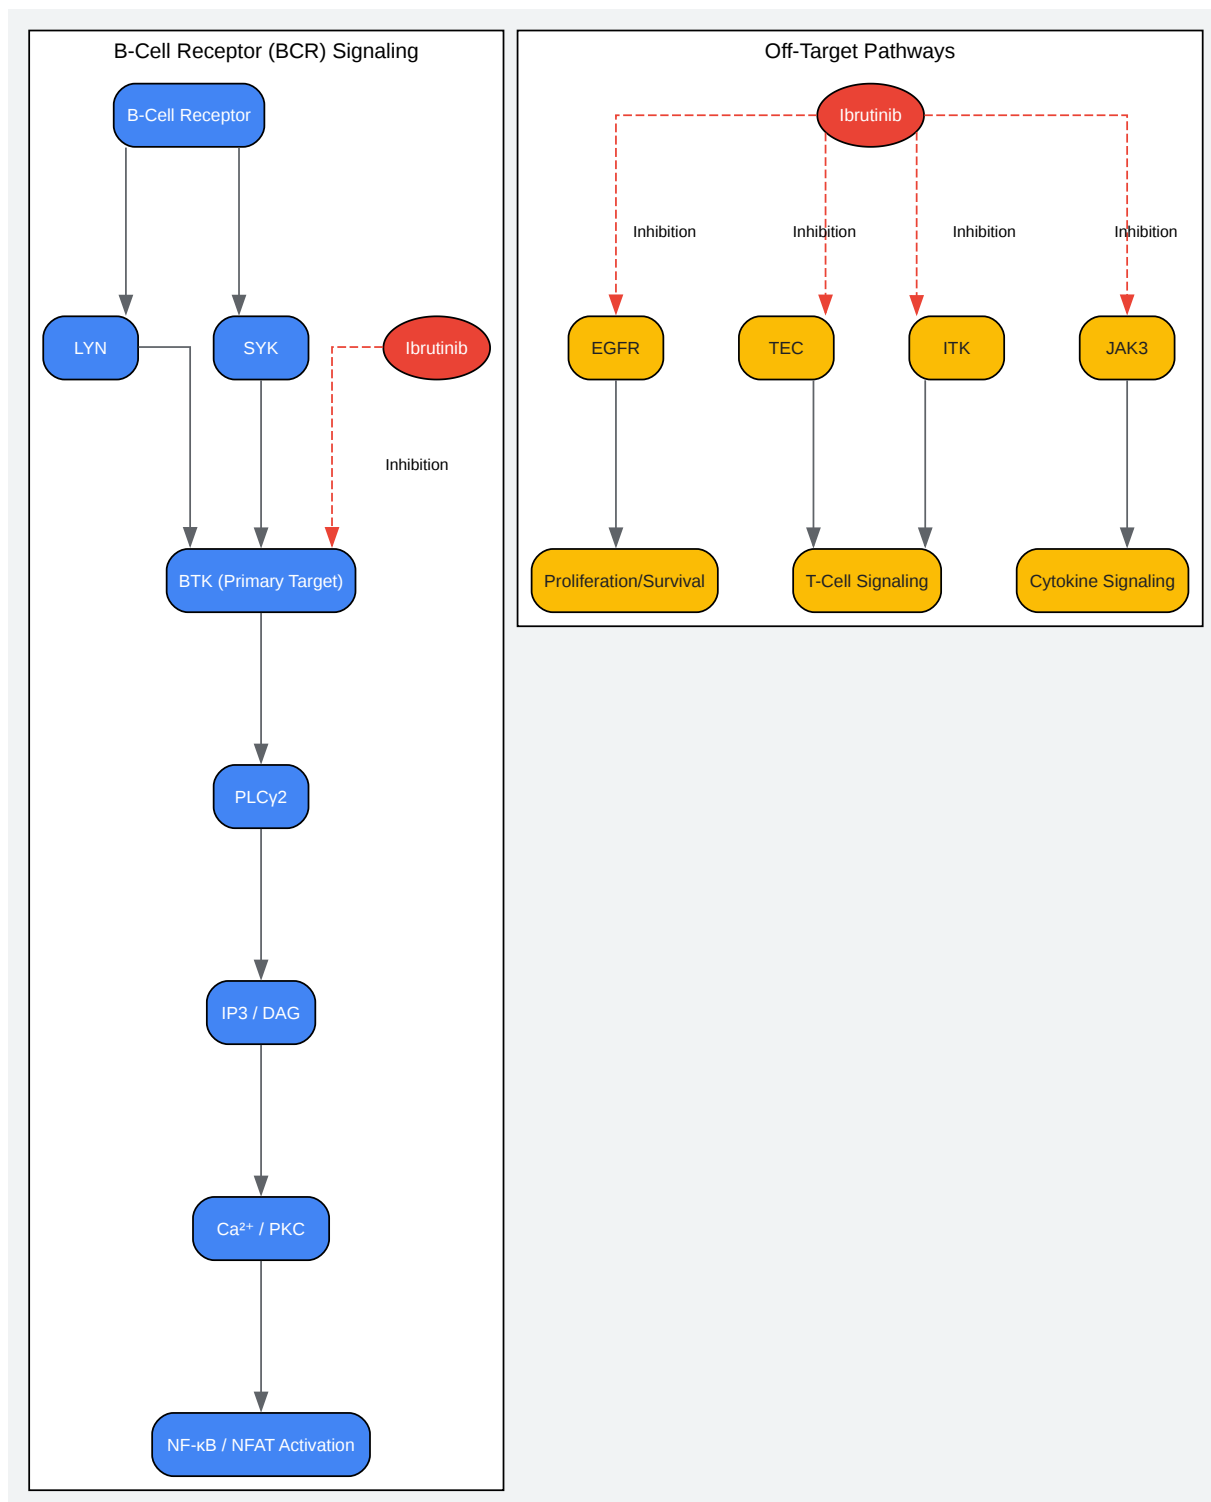 B-Cell Receptor (BCR) Signaling
B-Cell Receptor
LYN
SYK
Ibrutinib
Inhibition
BTK (Primary Target)
PLCγ2
IP3 / DAG
Ca²⁺ / PKC
NF-κB / NFAT Activation
Off-Target Pathways
Ibrutinib
Inhibition
Inhibition
Inhibition
Inhibition
EGFR
TEC
ITK
JAK3
Proliferation/Survival
T-Cell Signaling
Cytokine Signaling